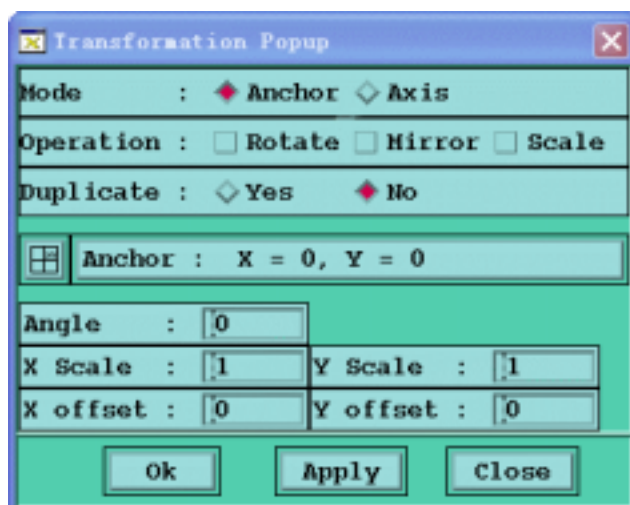 Transformation Popup
Mode : Anchor Axis
Operation : Rotate Mirror Scale
Duplicate : Yes No
Anchor : X = 0, Y = 0
Angle : 0
X Scale : 1 Y Scale : 1
X offset : 0 Y offset : 0
Ok Apply Close